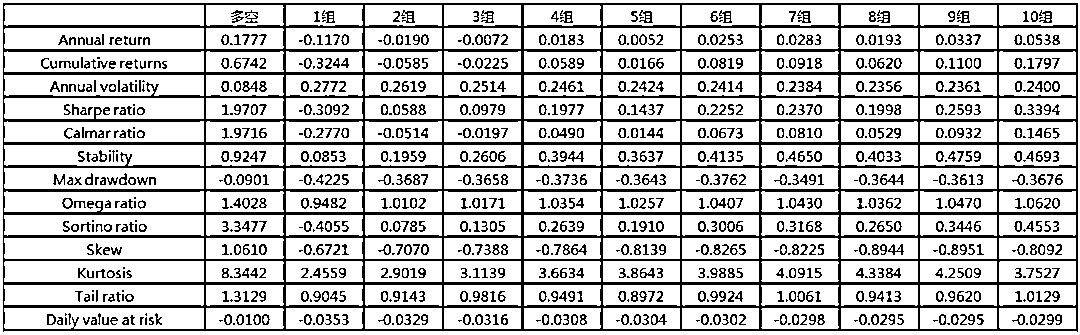 多空 1组 2组 3组 4组 5组 6组 7组 8组 9组 10组
Annual return 0.1777 -0.1170 -0.0190 -0.0072 0.0183 0.0052 0.0253 0.0283 0.0193 0.0337 0.0538
Cumulative returns 0.6742 -0.3244 -0.0585 -0.0225 0.0589 0.0166 0.0819 0.0918 0.0620 0.1100 0.1797
Annual volatility 0.0848 0.2772 0.2619 0.2514 0.2461 0.2424 0.2414 0.2384 0.2356 0.2361 0.2400
Sharpe ratio 1.9707 -0.3092 0.0588 0.0979 0.1977 0.1437 0.2252 0.2370 0.1998 0.2593 0.3394
Calmar ratio 1.9716 -0.2770 -0.0514 -0.0197 0.0490 0.0144 0.0673 0.0810 0.0529 0.0932 0.1465
Stability 0.9247 0.0853 0.1959 0.2606 0.3944 0.3637 0.4135 0.4650 0.4033 0.4759 0.4693
Max drawdown -0.0901 -0.4225 -0.3687 -0.3658 -0.3736 -0.3643 -0.3762 -0.3491 -0.3644 -0.3613 -0.3676
Omega ratio 1.4028 0.9482 1.0102 1.0171 1.0354 1.0257 1.0407 1.0430 1.0362 1.0470 1.0620
Sortino ratio 3.3477 -0.4055 0.0785 0.1305 0.2639 0.1910 0.3006 0.3168 0.2650 0.3446 0.4553
Skew 1.0610 -0.6721 -0.7070 -0.7388 -0.7864 -0.8139 -0.8265 -0.8225 -0.8944 -0.8951 -0.8092
Kurtosis 8.3442 2.4559 2.9019 3.1139 3.6634 3.8643 3.9885 4.0915 4.3384 4.2509 3.7527
Tail ratio 1.3129 0.9045 0.9143 0.9816 0.9491 0.8972 0.9924 1.0061 0.9413 0.9620 1.0129
Daily value at risk -0.0100 -0.0353 -0.0329 -0.0316 -0.0308 -0.0304 -0.0302 -0.0298 -0.0295 -0.0295 -0.0299